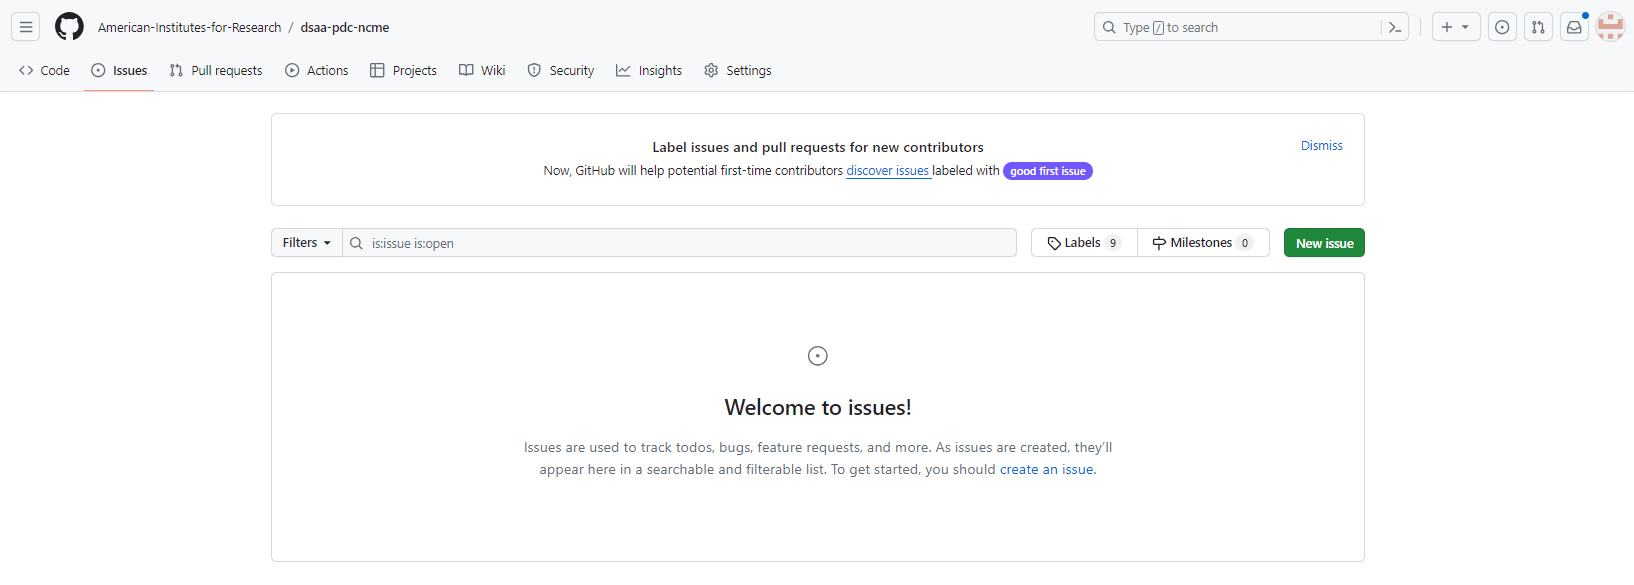 American-Institutes-for-Research / dsaa-pdc-ncme
Type / to search
Code Issues Pull requests Actions Projects Wiki Security Insights Settings
Label issues and pull requests for new contributors
Dismiss
Now, GitHub will help potential first-time contributors discover issues labeled with good first issue
Filters is:issue is:open Labels 9 Milestones 0 New issue
Welcome to issues!
Issues are used to track todos, bugs, feature requests, and more. As issues are created, they'll
appear here in a searchable and filterable list. To get started, you should create an issue.